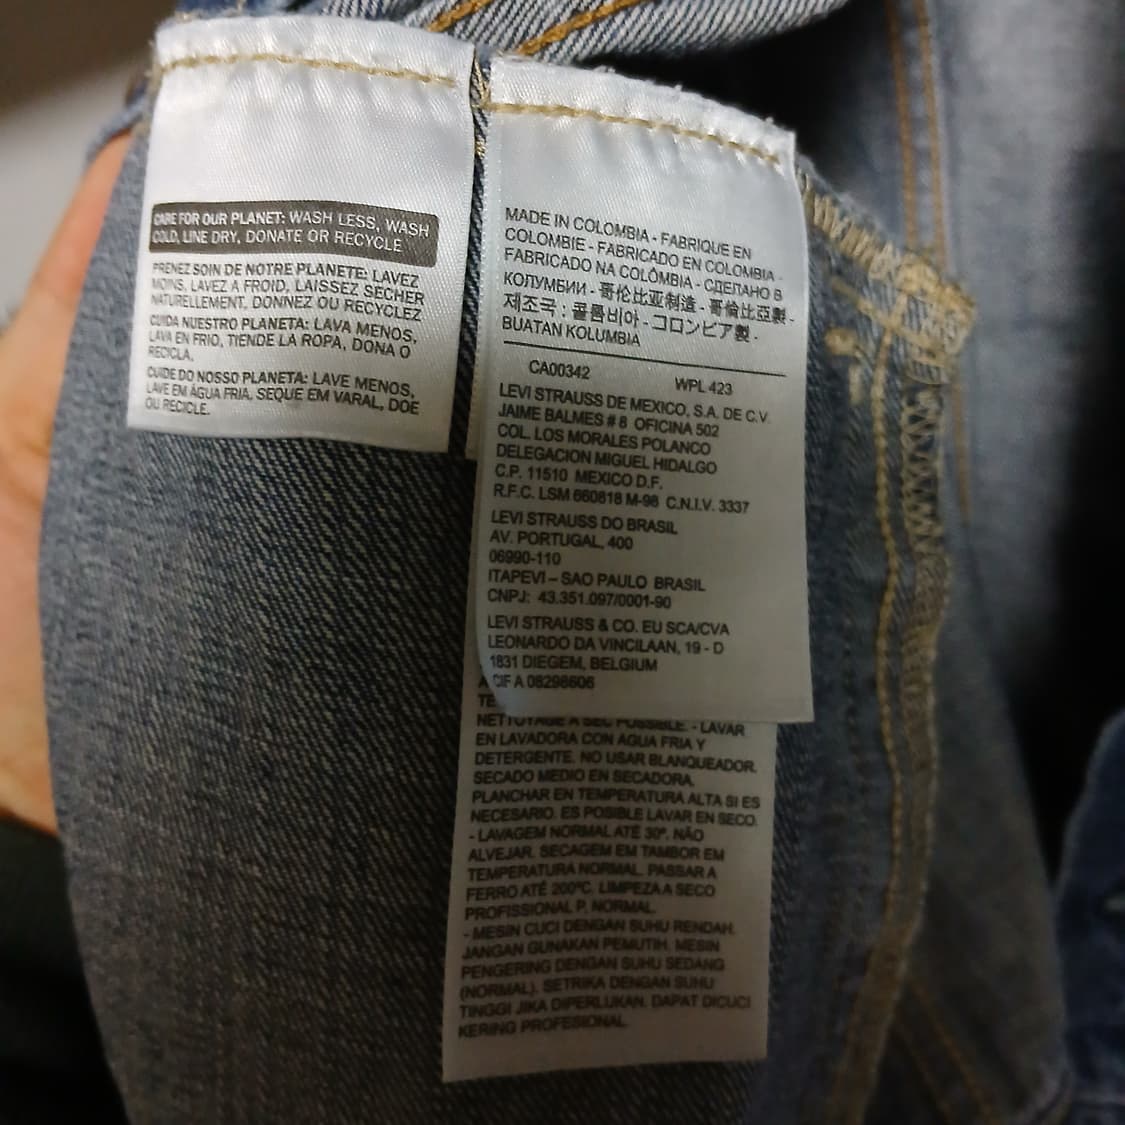 CARE FOR OUR PLANET: WASH LESS, WASH
COLD, LINE DRY, DONATE OR RECYCLE
PRENEZ SOIN DE NOTRE PLANETE: LAVEZ
MOINS, LAVEZ A FROID, LAISSEZ SECHER
NATURELLEMENT, DONNEZ OU RECYCLEZ
CUIDA NUESTRO PLANETA: LAVA MENOS,
LAVA EN FRIO, TIENDE LA ROPA, DONA O
RECICLA.
CUIDE DO NOSSO PLANETA: LAVE MENOS,
LAVE EM ÁGUA FRIA, SEQUE EM VARAL, DOE
OU RECICLE.
MADE IN COLOMBIA - FABRIQUE EN
COLOMBIE - FABRICADO EN COLOMBIA -
FABRICADO NA COLÔMBIA - СДЕЛАНО В
КОЛУМБИИ - 哥伦比亚制造 - 哥倫比亞製 -
제조국 : 콜롬비아 - コロンビア製 -
BUATAN KOLUMBIA
CA00342 WPL 423
LEVI STRAUSS DE MEXICO, S.A. DE C.V.
JAIME BALMES # 8 OFICINA 502
COL. LOS MORALES POLANCO
DELEGACION MIGUEL HIDALGO
C.P. 11510 MEXICO D.F.
R.F.C. LSM 660818 M-98 C.N.I.V. 3337
LEVI STRAUSS DO BRASIL
AV. PORTUGAL, 400
06990-110
ITAPEVI – SAO PAULO BRASIL
CNPJ: 43.351.097/0001-90
LEVI STRAUSS & CO. EU SCA/CVA
LEONARDO DA VINCILAAN, 19 - D
1831 DIEGEM, BELGIUM
CIF A 08298606
NETTOYAGE A SEC POSSIBLE. - LAVAR
EN LAVADORA CON AGUA FRIA Y
DETERGENTE. NO USAR BLANQUEADOR.
SECADO MEDIO EN SECADORA.
PLANCHAR EN TEMPERATURA ALTA SI ES
NECESARIO. ES POSIBLE LAVAR EN SECO.
- LAVAGEM NORMAL ATÉ 30º. NÃO
ALVEJAR. SECAGEM EM TAMBOR EM
TEMPERATURA NORMAL. PASSAR A
FERRO ATÉ 200ºC. LIMPEZA A SECO
PROFISSIONAL P. NORMAL.
- MESIN CUCI DENGAN SUHU RENDAH.
JANGAN GUNAKAN PEMUTIH. MESIN
PENGERING DENGAN SUHU SEDANG
(NORMAL). SETRIKA DENGAN SUHU
TINGGI JIKA DIPERLUKAN. DAPAT DICUCI
KERING PROFESIONAL.